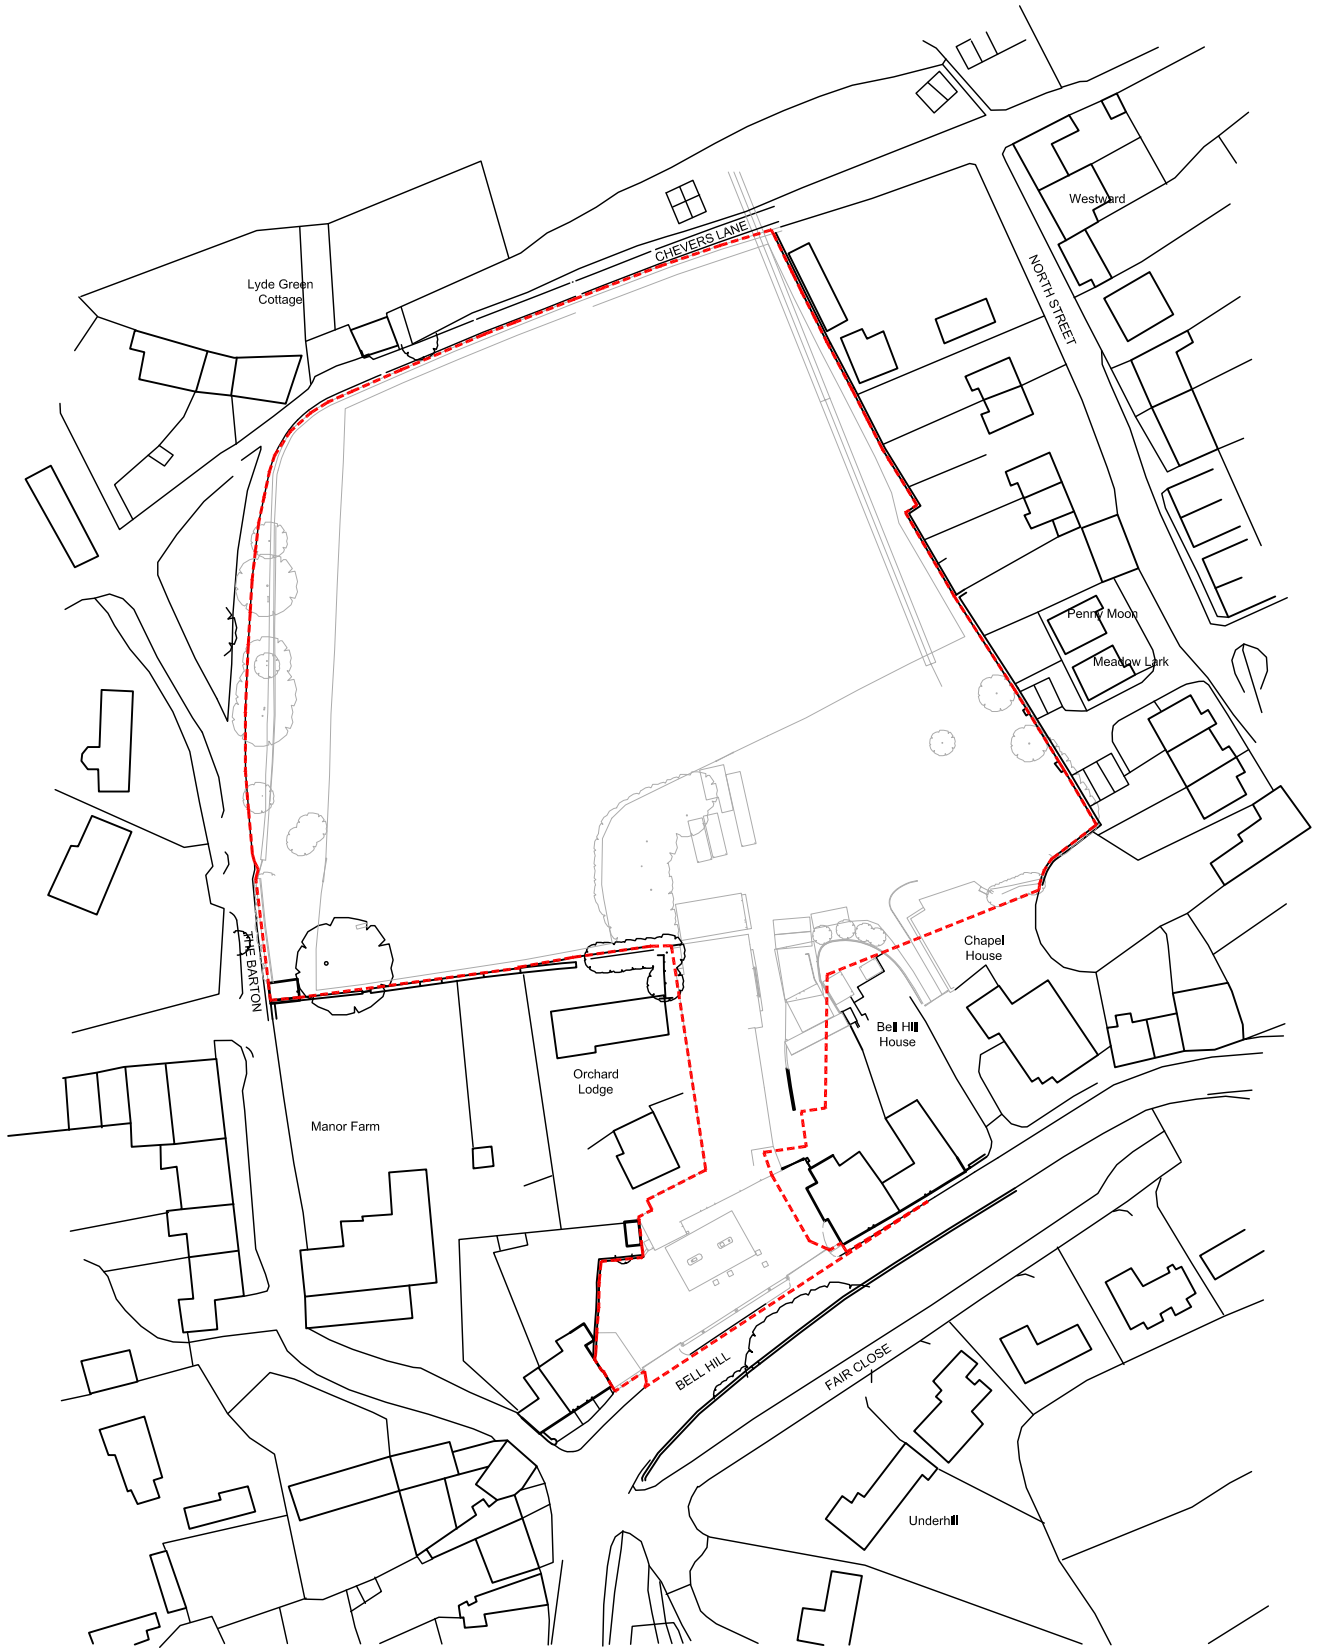 Westward
CHEVERS LANE
NORTH STREET
Lyde Green
Cottage
Penny Moon
Meadow Lark
THE BARTON
Chapel
House
Bell Hill
House
Orchard
Lodge
Manor Farm
BELL HILL
FAIR CLOSE
Underhill